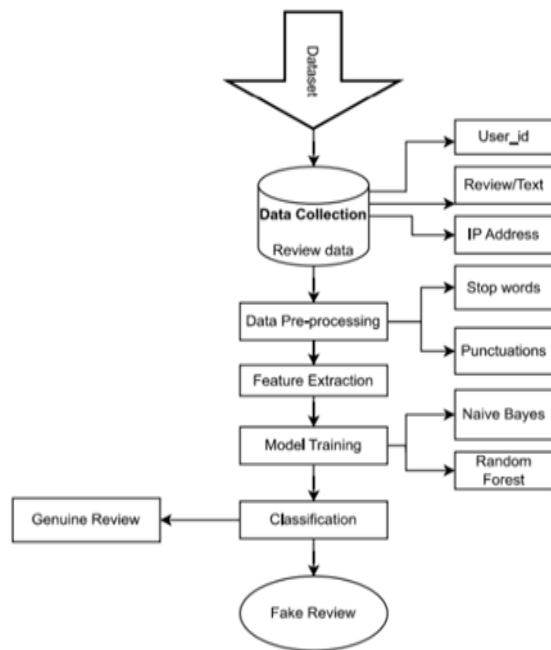 Dataset
User_id
Review/Text
Data Collection
IP Address
Review data
Stop words
Data Pre-processing
Punctuations
Feature Extraction
Naive Bayes
Model Training
Random
Forest
Genuine Review
Classification
Fake Review